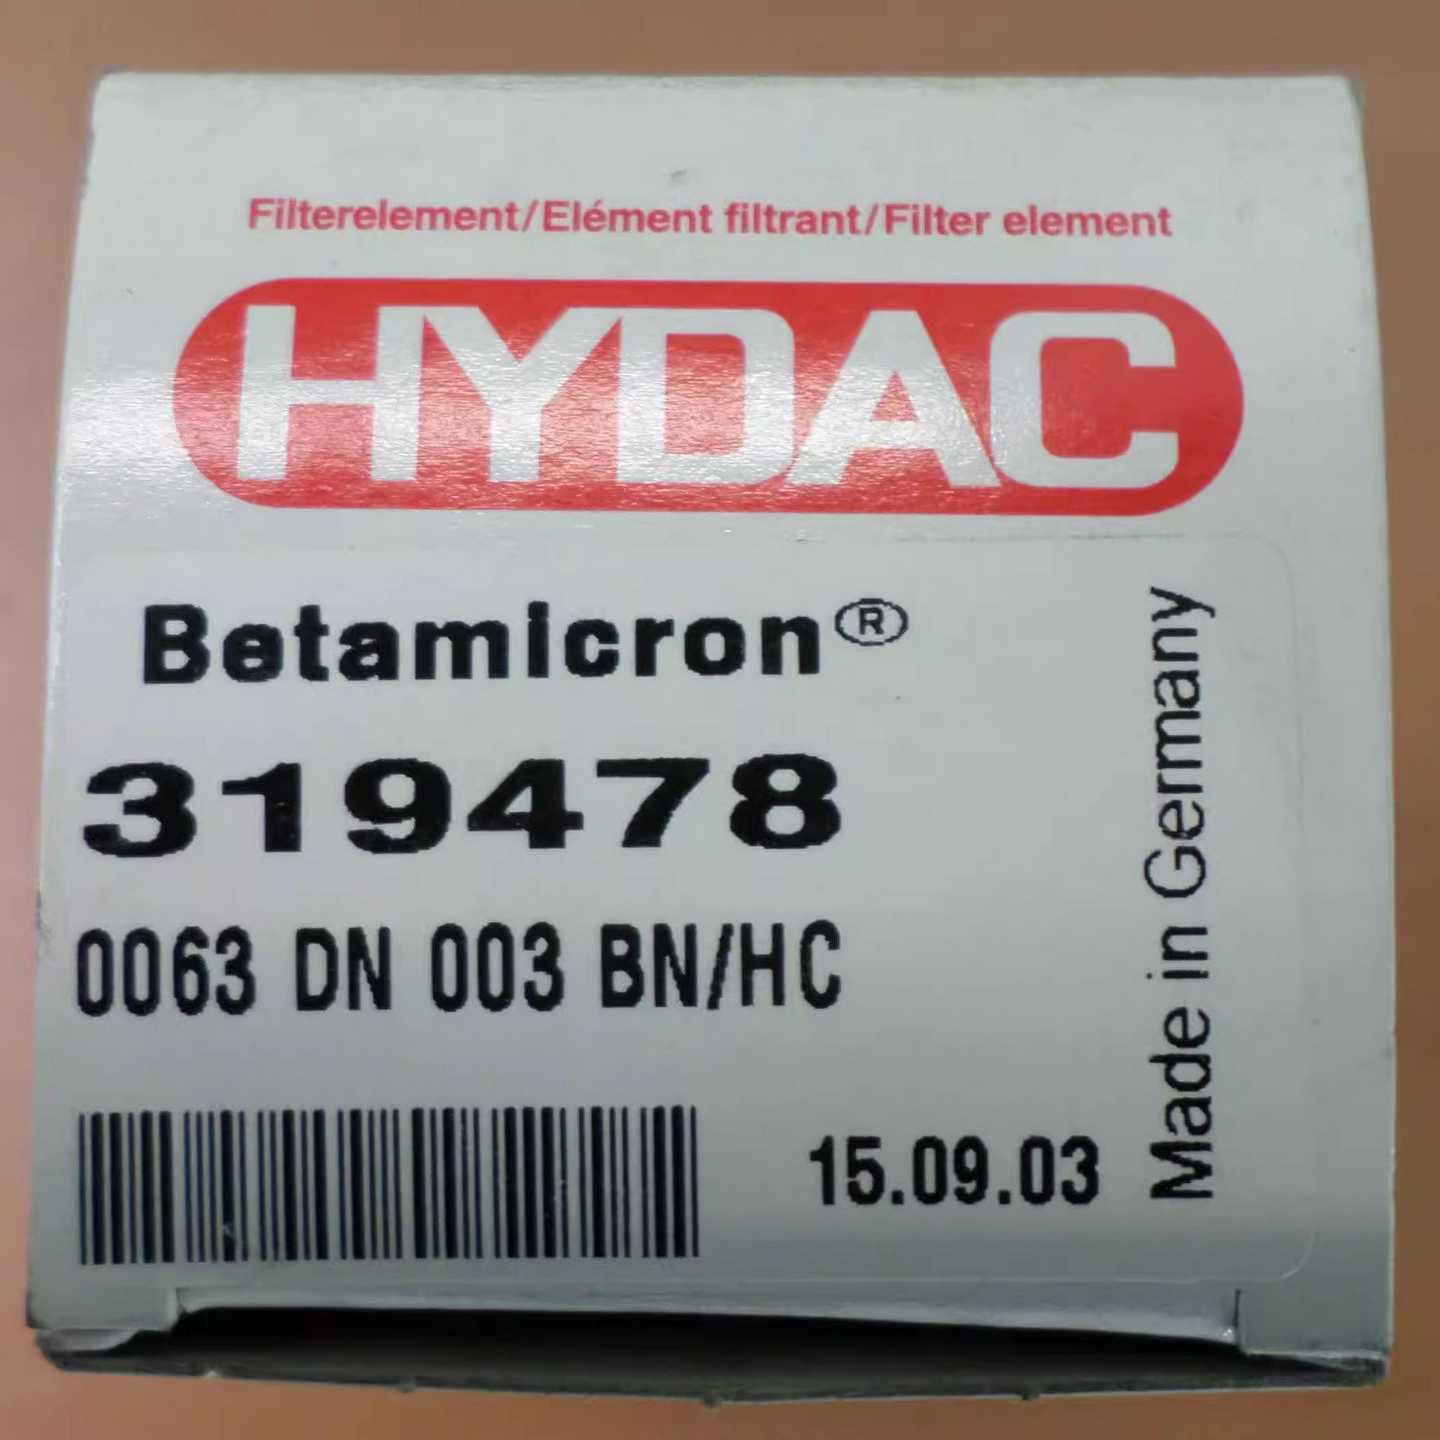 Filterelement/Elément filtrant/Filter element
HYDAC
Betamicron®
319478
0063 DN 003 BN/HC
15.09.03
Made in Germany